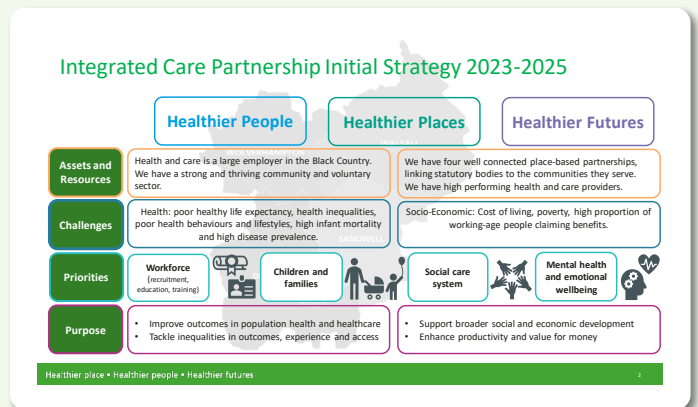 Integrated Care Partnership Initial Strategy 2023-2025
Healthier People
Healthier Places
Healthier Futures
Assets and
Resources
Health and care is a large employer in the Black Country.
We have a strong and thriving community and voluntary
sector.
We have four well connected place-based partnerships,
linking statutory bodies to the communities they serve.
We have high performing health and care providers.
Challenges
Health: poor healthy life expectancy, health inequalities,
poor health behaviours and lifestyles, high infant mortality
and high disease prevalence.
SANDWELL
Socio-Economic: Cost of living, poverty, high proportion of
working-age people claiming benefits.
Priorities
Workforce
(recruitment,
education, training)
Children and
families
Social care
system
Mental health
and emotional
wellbeing
Purpose
• Improve outcomes in population health and healthcare
• Tackle inequalities in outcomes, experience and access
• Support broader social and economic development
• Enhance productivity and value for money
Healthier place • Healthier people • Healthier futures
2